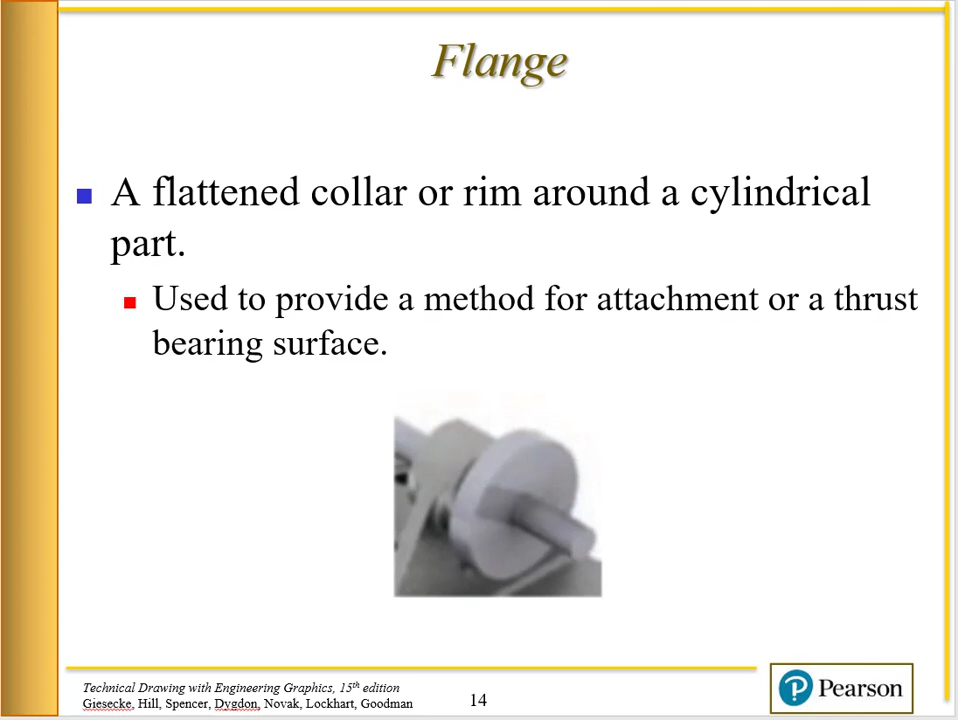 Flange
A flattened collar or rim around a cylindrical
part.
Used to provide a method for attachment or a thrust
bearing surface.
Technical Drawing with Engineering Graphics, 15th edition
Giesecke, Hill, Spencer, Dygdon, Novak, Lockhart, Goodman
14
Pearson